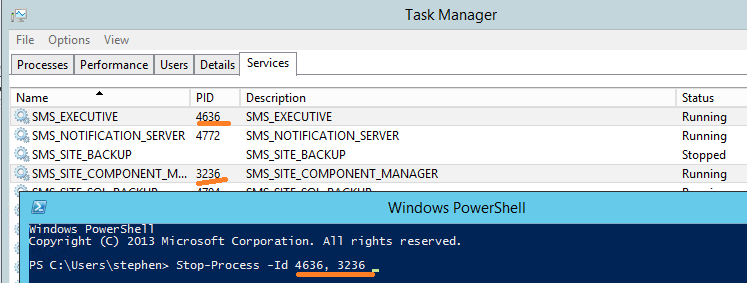 Task Manager
File Options View
Processes Performance Users Details Services
Name PID Description Status
SMS_EXECUTIVE 4636 SMS_EXECUTIVE Running
SMS_NOTIFICATION_SERVER 4772 SMS_NOTIFICATION_SERVER Running
SMS_SITE_BACKUP SMS_SITE_BACKUP Stopped
SMS_SITE_COMPONENT_M... 3236 SMS_SITE_COMPONENT_MANAGER Running
SMS_SITE_SQL_BACKUP 4704 SMS_SITE_SQL_BACKUP Running
Windows PowerShell
Windows PowerShell
Copyright (C) 2013 Microsoft Corporation. All rights reserved.
PS C:\Users\stephen> Stop-Process -Id 4636, 3236